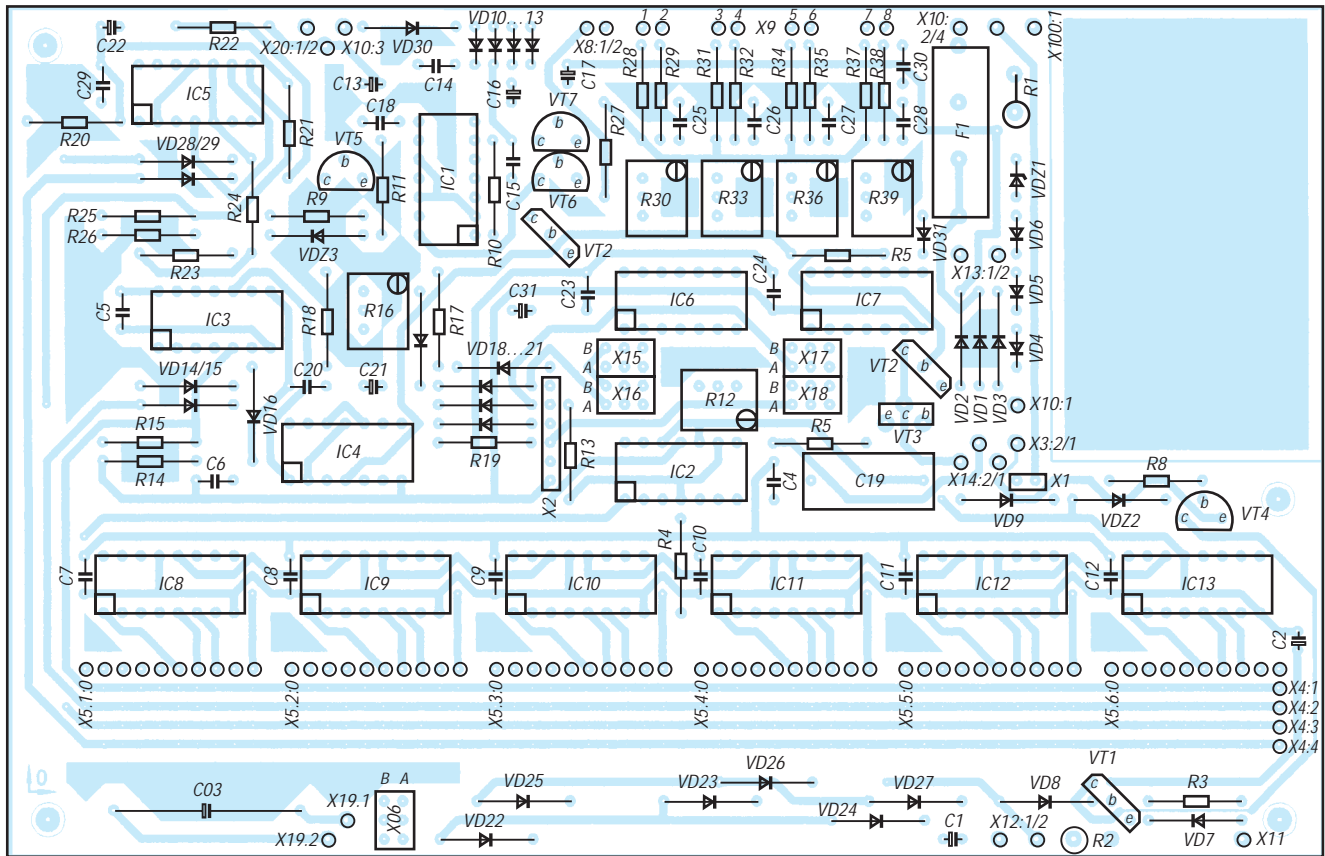 VD10...13
1 2 3 4 X9 5 6 7 8 X10: 2/4
X100:1
C22 R22 X20:1/2 X10:3 VD30 X8:1/2
R28 R29 R31 R32 R34 R35 R37 R38 C30
C29 IC5 C13 C14 C16 C17 F1 R1
R20 R21 C18 VT7 b c e R27 C25 C26 C27 C28
VD28/29 VT5 b c e R11 IC1 C15 c e b VT6
R24 R10 R30 R33 R36 R39 VDZ1
R25 R9 c b e VT2 VD31 VD6
R26 VDZ3
R23 R5 X13:1/2
C5 IC3 R18 R16 R17 C31 C23 IC6 C24 IC7 VD5
VD18...21 B X15 A B X17 A VT2 c b e VD4
VD14/15 C20 C21 B X16 A R12 B X18 A
VD16 e c b VT3 VD2 VD1 VD3 X10:1
R15 R19 R13 R5 X3:2/1
R14 C6 IC4 X2 IC2 C4 C19 X14:2/1 X1 R8
VD9 VDZ2 c b e VT4
R4 C10
C7 IC8 C8 IC9 C9 IC10 IC11 C11 IC12 C12 IC13
C2
X5.1:0 X5.2:0 X5.3:0 X5.4:0 X5.5:0 X5.6:0 X4:1
X4:2
X4:3
X4:4
0 B A VD26 VT1
C03 X19.1 X06 VD25 VD23 VD27 VD8 c b e R3
X19.2 VD22 VD24 C1 X12:1/2 R2 VD7 X11